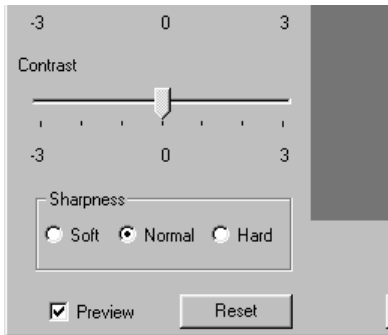 -3 0 3
Contrast
-3 0 3
Sharpness
Soft Normal Hard
Preview Reset